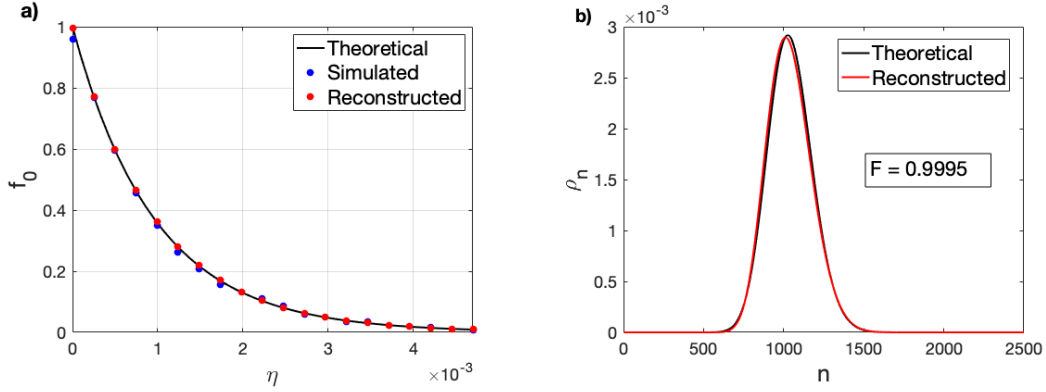 a)
1
0.8
0.6
0.4
0.2
0
f₀
Theoretical
Simulated
Reconstructed
0
1
2
3
4
η
×10⁻³
b)
×10⁻³
3
2.5
2
1.5
1
0.5
0
ρₙ
Theoretical
Reconstructed
F = 0.9995
0
500
1000
1500
2000
2500
n